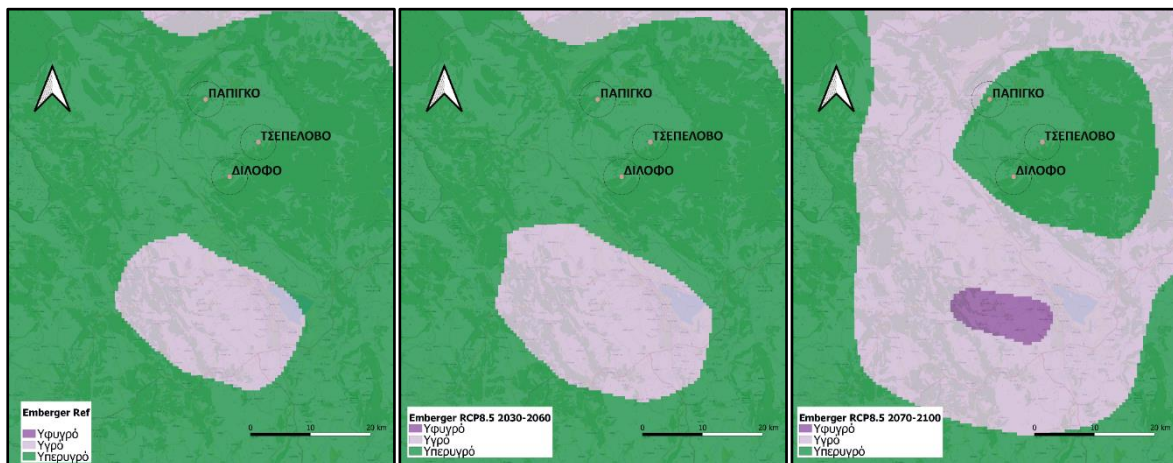 ΠΑΠΙΓΚΟ
ΤΣΕΠΕΛΟΒΟ
ΔΙΛΟΦΟ
Emberger Ref
Υφυγρό
Υγρό
Υπερυγρό
0 10 20 km
ΠΑΠΙΓΚΟ
ΤΣΕΠΕΛΟΒΟ
ΔΙΛΟΦΟ
Emberger RCP8.5 2030-2060
Υφυγρό
Υγρό
Υπερυγρό
0 10 20 km
ΠΑΠΙΓΚΟ
ΤΣΕΠΕΛΟΒΟ
ΔΙΛΟΦΟ
Emberger RCP8.5 2070-2100
Υφυγρό
Υγρό
Υπερυγρό
0 10 20 km